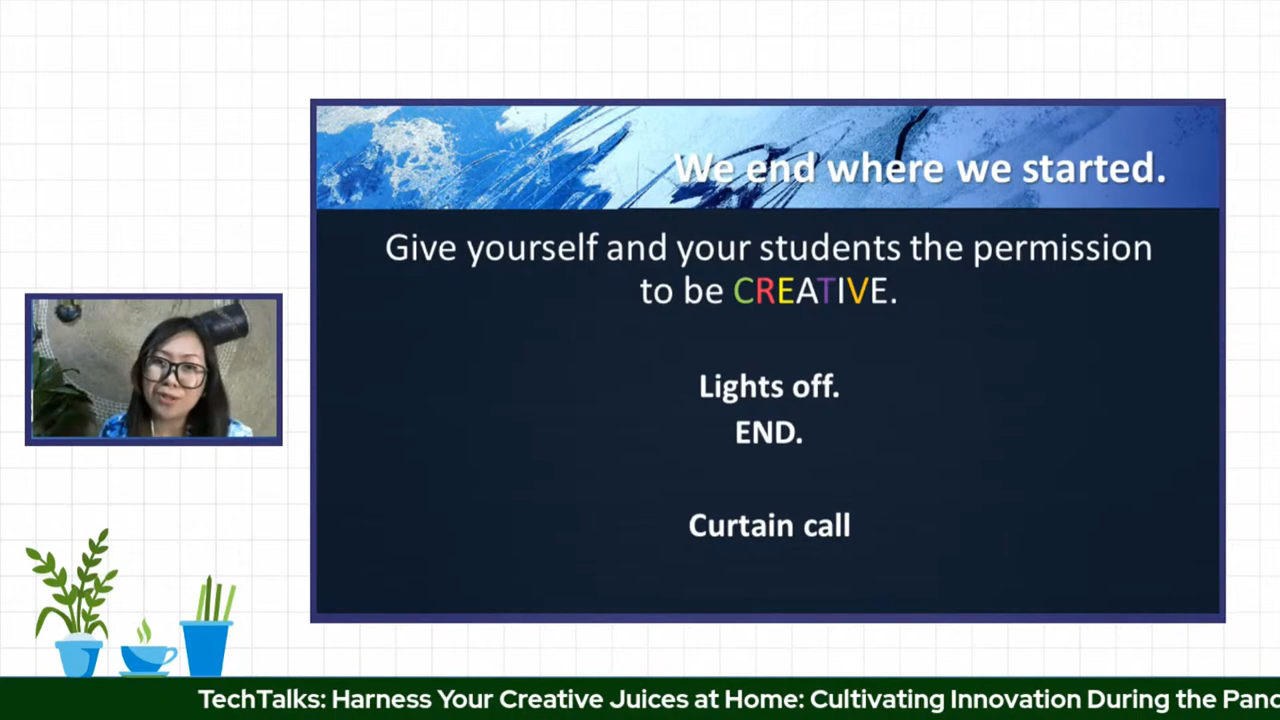 We end where we started.
Give yourself and your students the permission
to be CREATIVE.
Lights off.
END.
Curtain call
TechTalks: Harness Your Creative Juices at Home: Cultivating Innovation During the